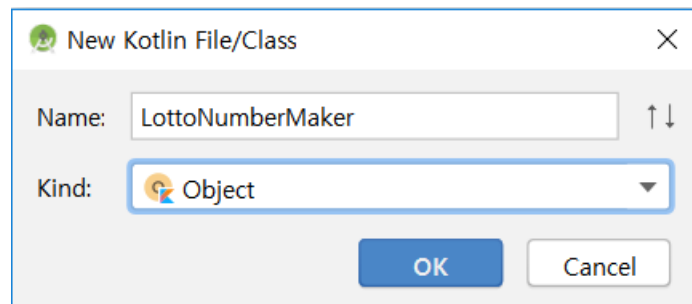 New Kotlin File/Class
Name: LottoNumberMaker
Kind: Object
OK Cancel